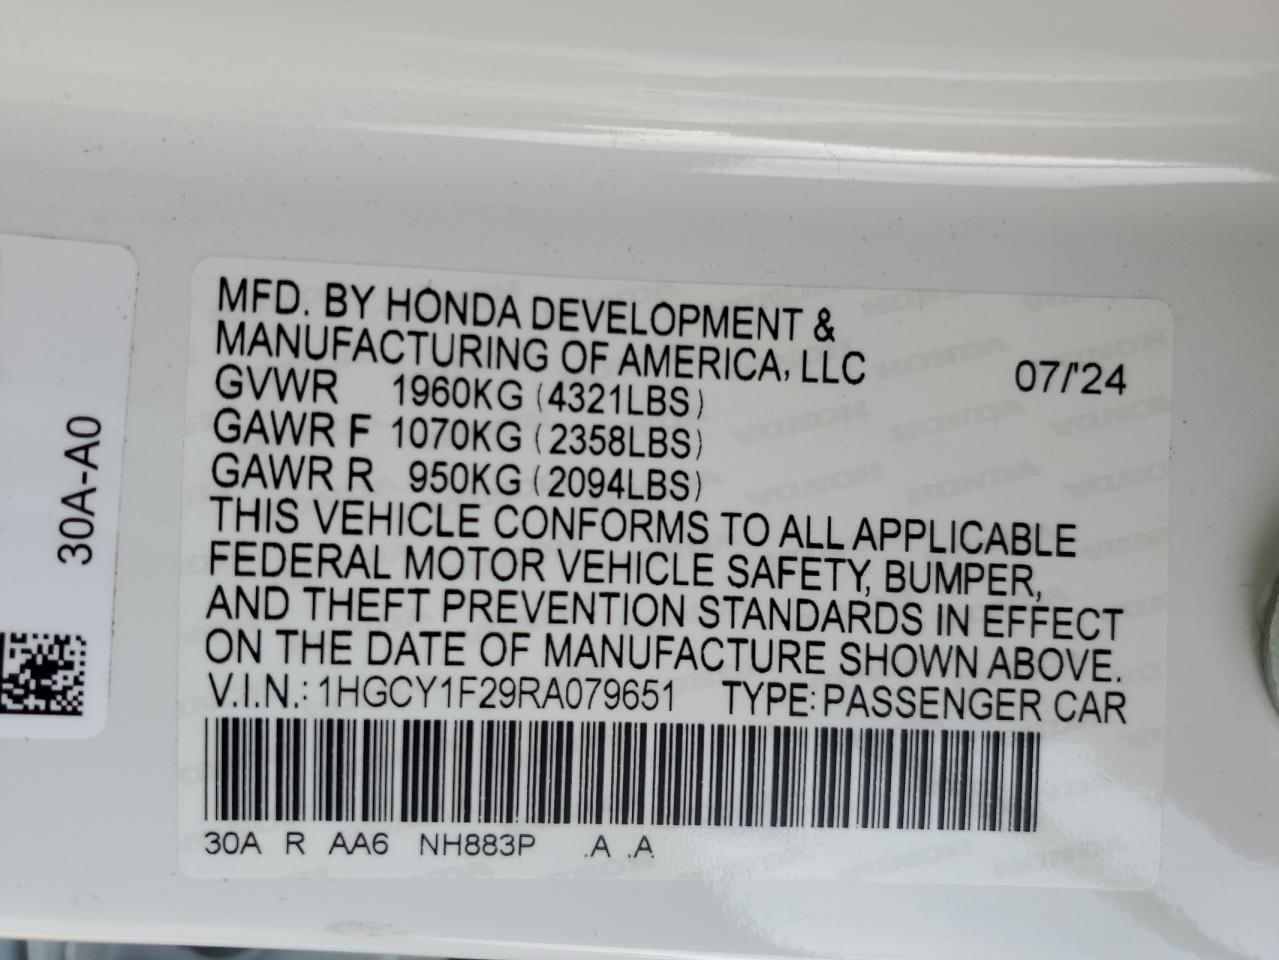 MFD. BY HONDA DEVELOPMENT &
MANUFACTURING OF AMERICA, LLC 07/'24
GVWR 1960KG (4321LBS)
GAWR F 1070KG (2358LBS)
GAWR R 950KG (2094LBS)
THIS VEHICLE CONFORMS TO ALL APPLICABLE
FEDERAL MOTOR VEHICLE SAFETY, BUMPER,
AND THEFT PREVENTION STANDARDS IN EFFECT
ON THE DATE OF MANUFACTURE SHOWN ABOVE.
V.I.N.: 1HGCY1F29RA079651 TYPE: PASSENGER CAR
30A R AA6 NH883P .A .A
30A-A0